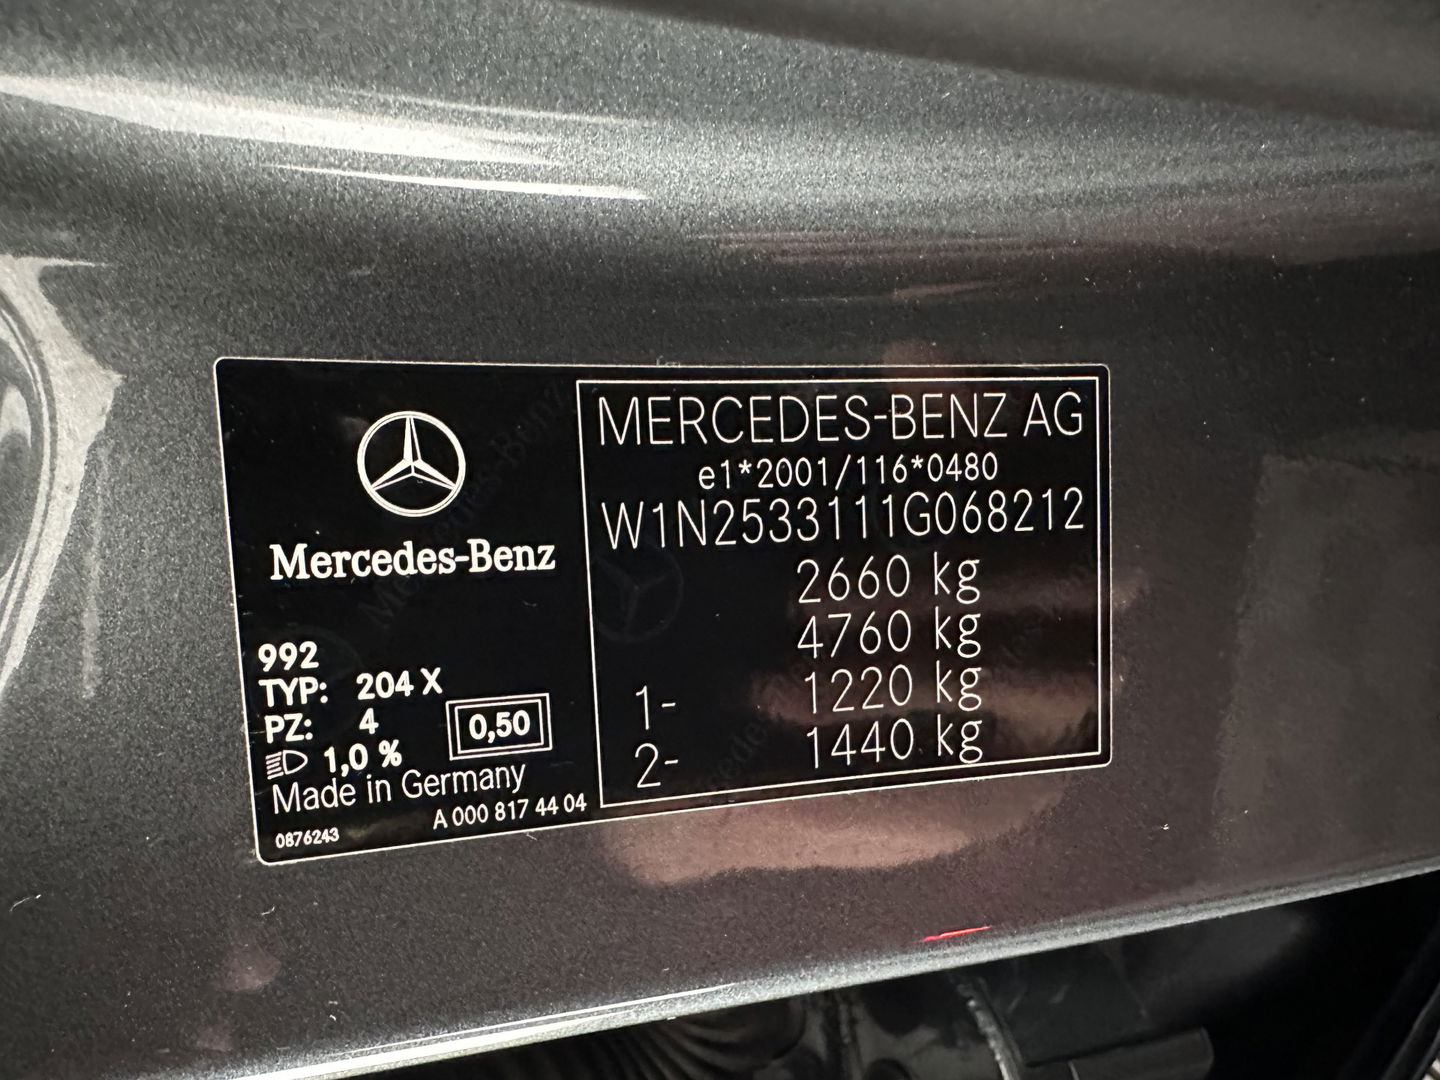 Mercedes-Benz
992
TYP: 204 X
PZ: 4
0,50
1,0 %
Made in Germany
0876243
A 000 817 44 04
MERCEDES-BENZ AG
e1*2001/116*0480
W1N2533111G068212
2660 kg
4760 kg
1- 1220 kg
2- 1440 kg